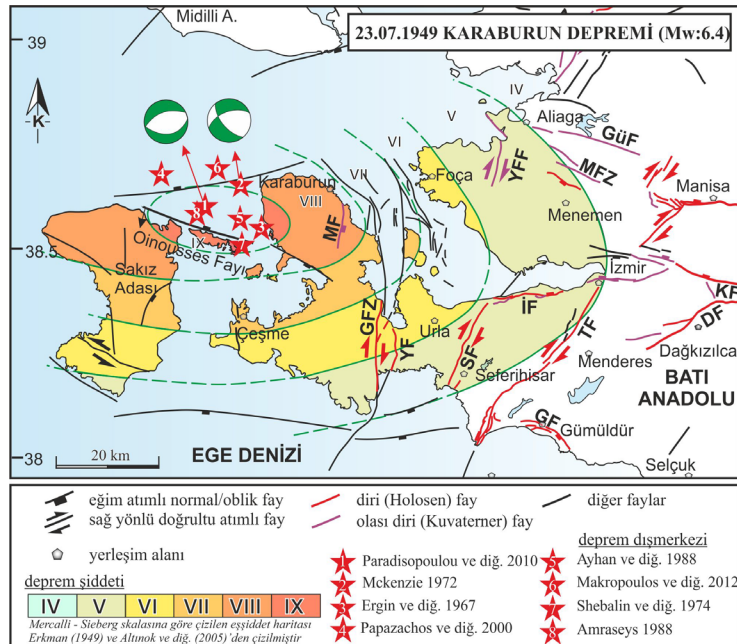 23.07.1949 KARABURUN DEPREMİ (Mw:6.4)
Midilli A.
39
38.5
38
K
IV
V
VI
VII
VIII
IX
Aliaga
GüF
YFF
MFZ
Foça
Menemen
Manisa
Karaburun
MF
Oinousses Fayı
Sakız
Adası
Çeşme
GFZ
YF
Urla
İF
SF
Seferihisar
TF
İzmir
KF
DF
Dağkızılca
Menderes
BATI
ANADOLU
GF
Gümüldür
Selçuk
EGE DENİZİ
20 km
1
2
3
4
5
6
8
eğim atımlı normal/oblik fay
sağ yönlü doğrultu atımlı fay
diri (Holosen) fay
olası diri (Kuvaterner) fay
diğer faylar
yerleşim alanı
deprem dışmerkezi
1 Paradisopoulou ve diğ. 2010
2 Mckenzie 1972
3 Ergin ve diğ. 1967
4 Papazachos ve diğ. 2000
5 Ayhan ve diğ. 1988
6 Makropoulos ve diğ. 2012
Shebalin ve diğ. 1974
Amraseys 1988
deprem şiddeti
IV V VI VII VIII IX
Mercalli - Sieberg skalasına göre çizilen eşşiddet haritası
Erkman (1949) ve Altınok ve diğ. (2005)'den çizilmiştir